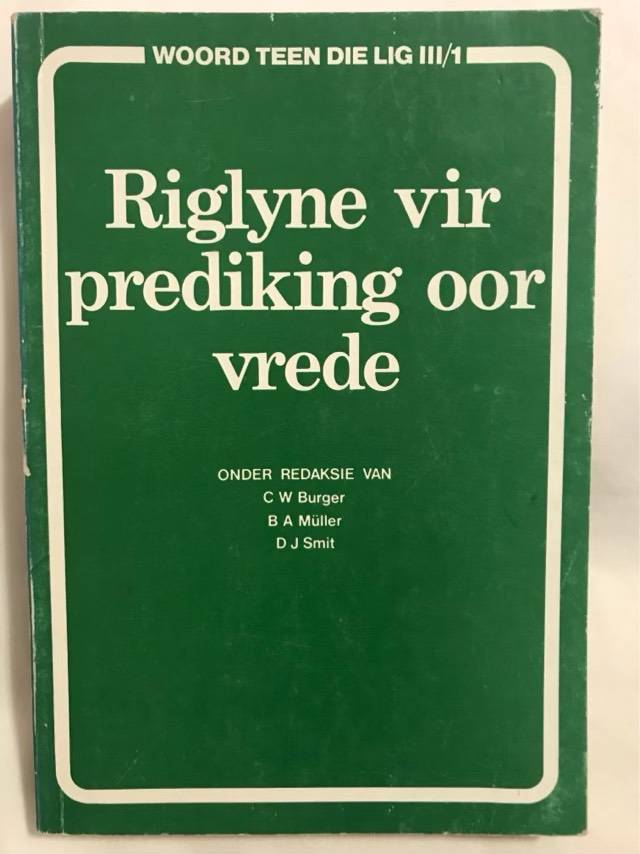 WOORD TEEN DIE LIG III/1
Riglyne vir
prediking oor
vrede
ONDER REDAKSIE VAN
C W Burger
B A Müller
D J Smit